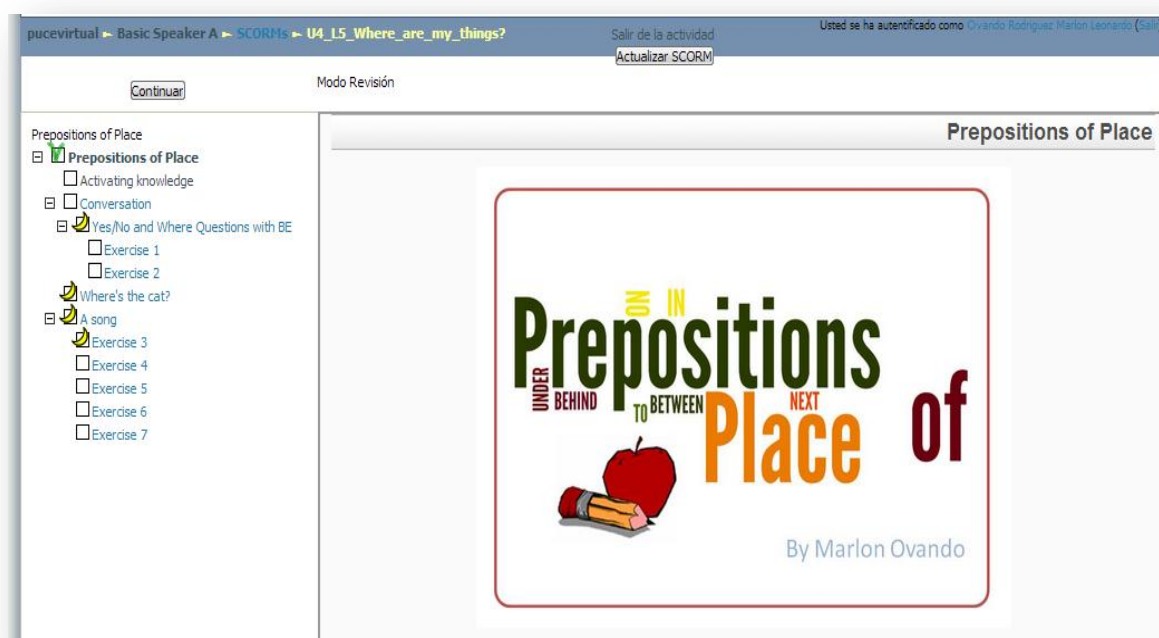 pucevirtual ► Basic Speaker A ► SCORMs ► U4_L5_Where_are_my_things?
Salir de la actividad
Usted se ha autentificado como Ovando Rodriguez Marlon Leonardo (Salir
Actualizar SCORM
Continuar
Modo Revisión
Prepositions of Place
Prepositions of Place
Activating knowledge
Conversation
Yes/No and Where Questions with BE
Exercise 1
Exercise 2
Where's the cat?
A song
Exercise 3
Exercise 4
Exercise 5
Exercise 6
Exercise 7
Prepositions of Place
ON IN
Prepositions
UNDER BEHIND TO BETWEEN NEXT
Place of
By Marlon Ovando